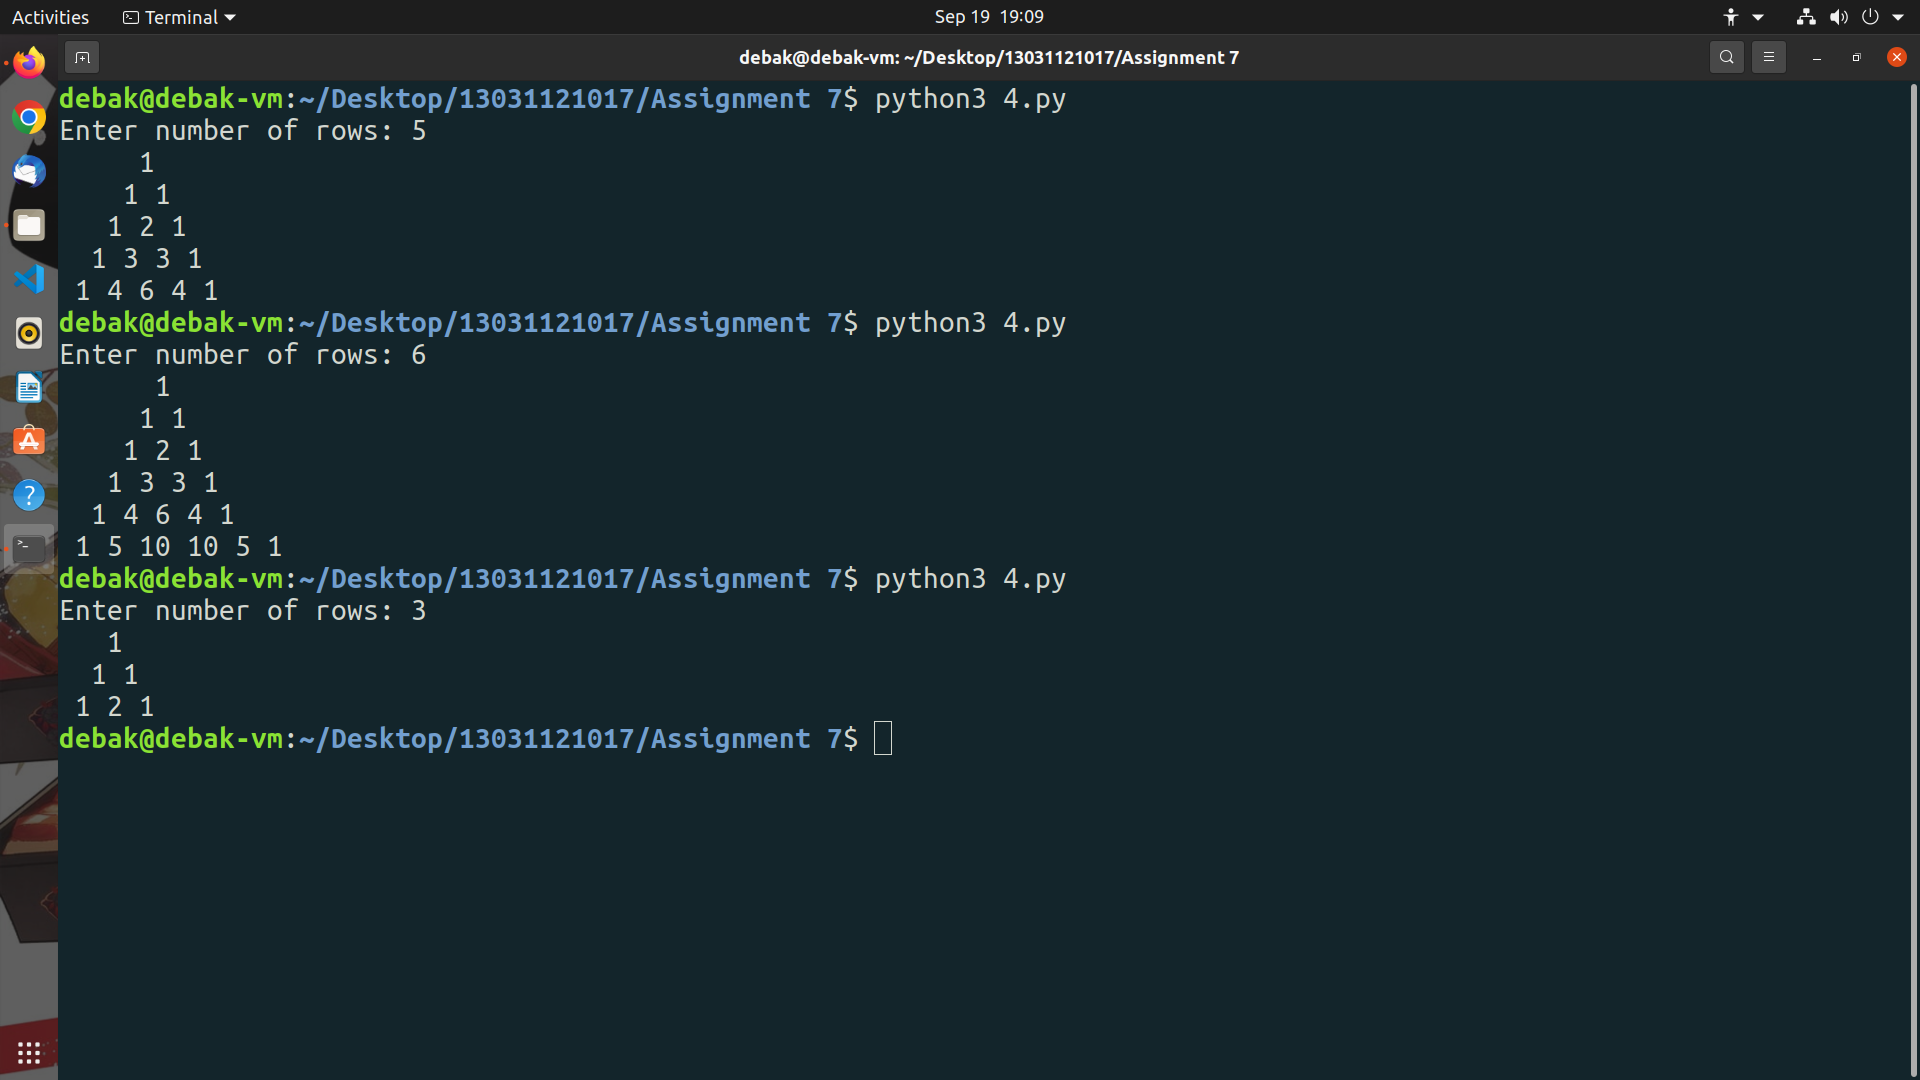 Activities Terminal Sep 19 19:09
debak@debak-vm: ~/Desktop/13031121017/Assignment 7
debak@debak-vm:~/Desktop/13031121017/Assignment 7$ python3 4.py
Enter number of rows: 5
     1
    1 1
   1 2 1
  1 3 3 1
 1 4 6 4 1
debak@debak-vm:~/Desktop/13031121017/Assignment 7$ python3 4.py
Enter number of rows: 6
      1
     1 1
    1 2 1
   1 3 3 1
  1 4 6 4 1
 1 5 10 10 5 1
debak@debak-vm:~/Desktop/13031121017/Assignment 7$ python3 4.py
Enter number of rows: 3
   1
  1 1
 1 2 1
debak@debak-vm:~/Desktop/13031121017/Assignment 7$